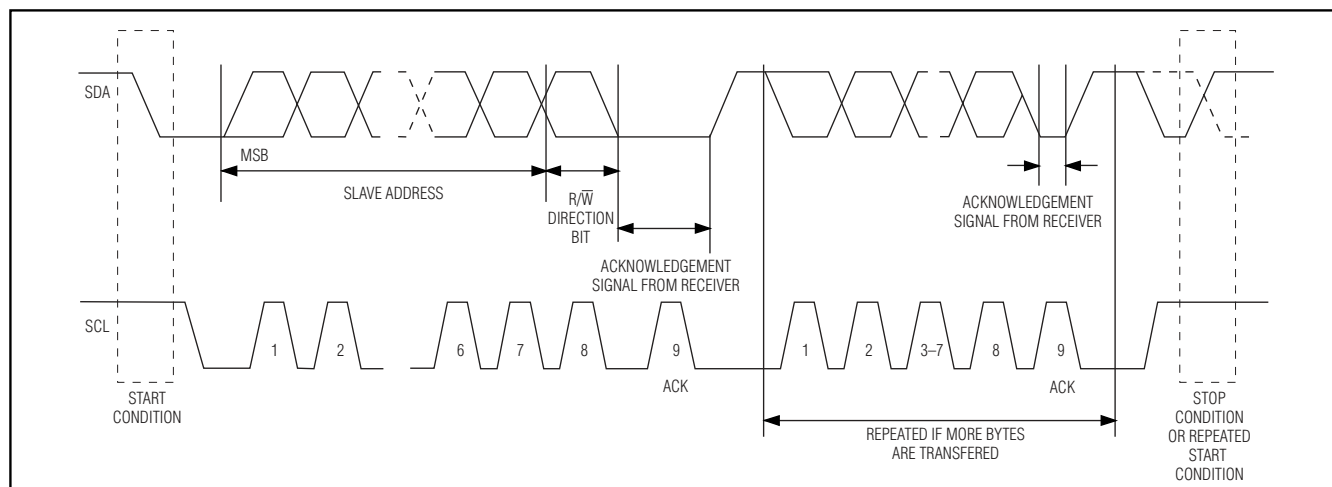 SDA
MSB
SLAVE ADDRESS
R/W̅
DIRECTION
BIT
ACKNOWLEDGEMENT
SIGNAL FROM RECEIVER
ACKNOWLEDGEMENT
SIGNAL FROM RECEIVER
SCL
1
2
6
7
8
9
1
2
3–7
8
9
ACK
ACK
START
CONDITION
REPEATED IF MORE BYTES
ARE TRANSFERED
STOP
CONDITION
OR REPEATED
START
CONDITION